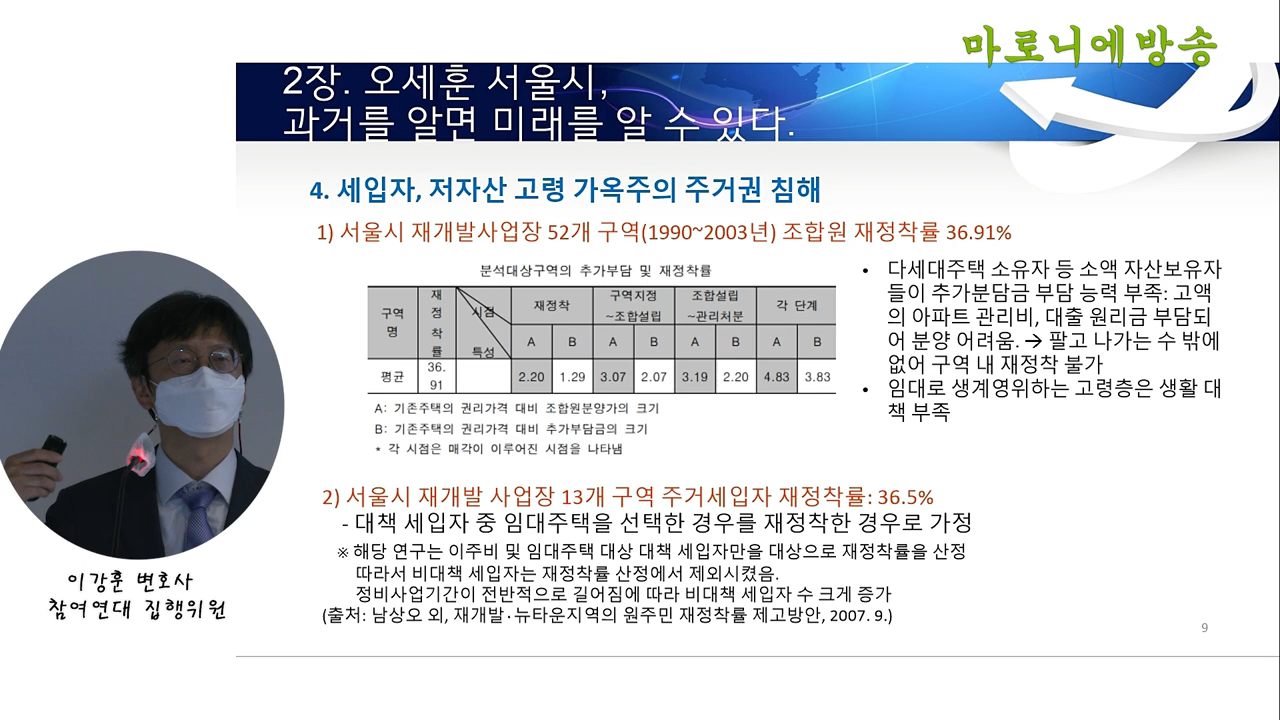 마로니에방송
2장. 오세훈 서울시,
과거를 알면 미래를 알 수 있다.
4. 세입자, 저자산 고령 가옥주의 주거권 침해
1) 서울시 재개발사업장 52개 구역(1990~2003년) 조합원 재정착률 36.91%
분석대상구역의 추가부담 및 재정착률
구역명 재정착률 시점 특성 재정착 구역지정~조합설립 조합설립~관리처분 각 단계
A B A B A B A B
평균 36.91 2.20 1.29 3.07 2.07 3.19 2.20 4.83 3.83
A: 기존주택의 권리가격 대비 조합원분양가의 크기
B: 기존주택의 권리가격 대비 추가부담금의 크기
* 각 시점은 매각이 이루어진 시점을 나타냄
• 다세대주택 소유자 등 소액 자산보유자
들이 추가분담금 부담 능력 부족: 고액
의 아파트 관리비, 대출 원리금 부담되
어 분양 어려움. → 팔고 나가는 수 밖에
없어 구역 내 재정착 불가
• 임대로 생계영위하는 고령층은 생활 대
책 부족
2) 서울시 재개발 사업장 13개 구역 주거세입자 재정착률: 36.5%
- 대책 세입자 중 임대주택을 선택한 경우를 재정착한 경우로 가정
※ 해당 연구는 이주비 및 임대주택 대상 대책 세입자만을 대상으로 재정착률을 산정
따라서 비대책 세입자는 재정착률 산정에서 제외시켰음.
정비사업기간이 전반적으로 길어짐에 따라 비대책 세입자 수 크게 증가
(출처: 남상오 외, 재개발·뉴타운지역의 원주민 재정착률 제고방안, 2007. 9.)
9
이강훈 변호사
참여연대 집행위원